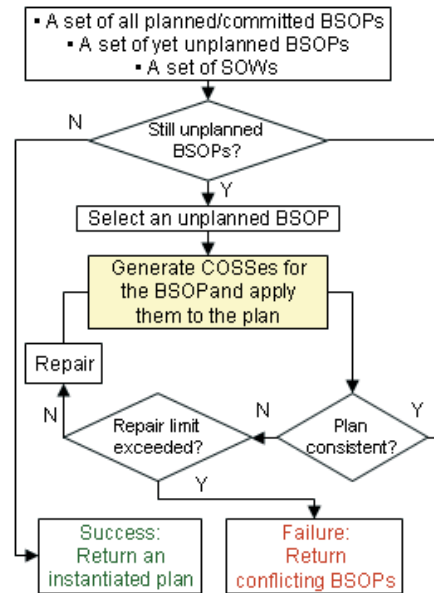 ▪ A set of all planned/committed BSOPs
▪ A set of yet unplanned BSOPs
▪ A set of SOWs
N
Still unplanned
BSOPs?
Y
Select an unplanned BSOP
Generate COSSes for
the BSOPand apply
them to the plan
Repair
N
Repair limit
exceeded?
N
Plan
consistent?
Y
Y
Success:
Return an
instantiated plan
Failure:
Return
conflicting BSOPs